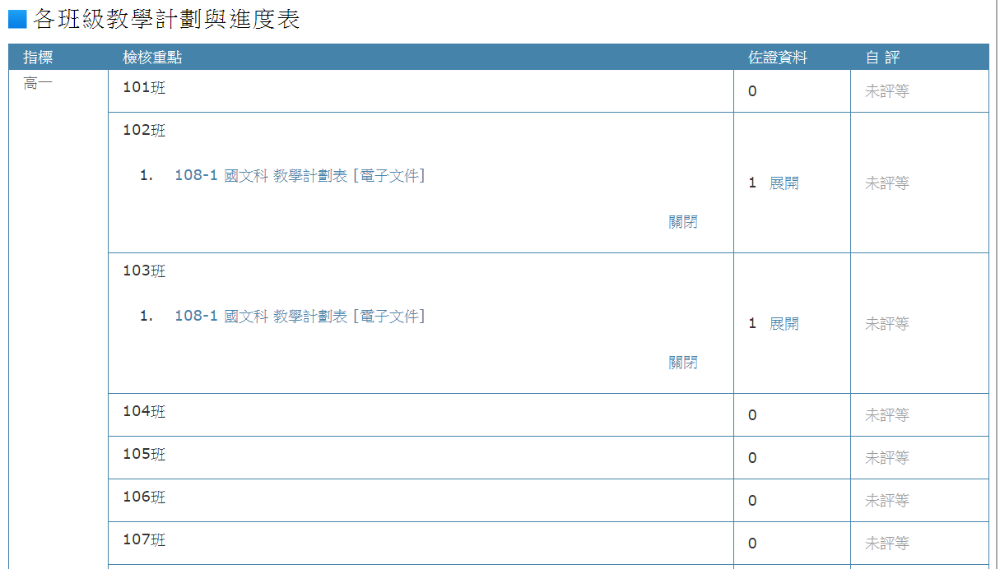 各班級教學計劃與進度表
指標 檢核重點 佐證資料 自 評
高一 101班 0 未評等
102班
1. 108-1 國文科 教學計劃表 [電子文件]
1 展開 未評等
關閉
103班
1. 108-1 國文科 教學計劃表 [電子文件]
1 展開 未評等
關閉
104班 0 未評等
105班 0 未評等
106班 0 未評等
107班 0 未評等